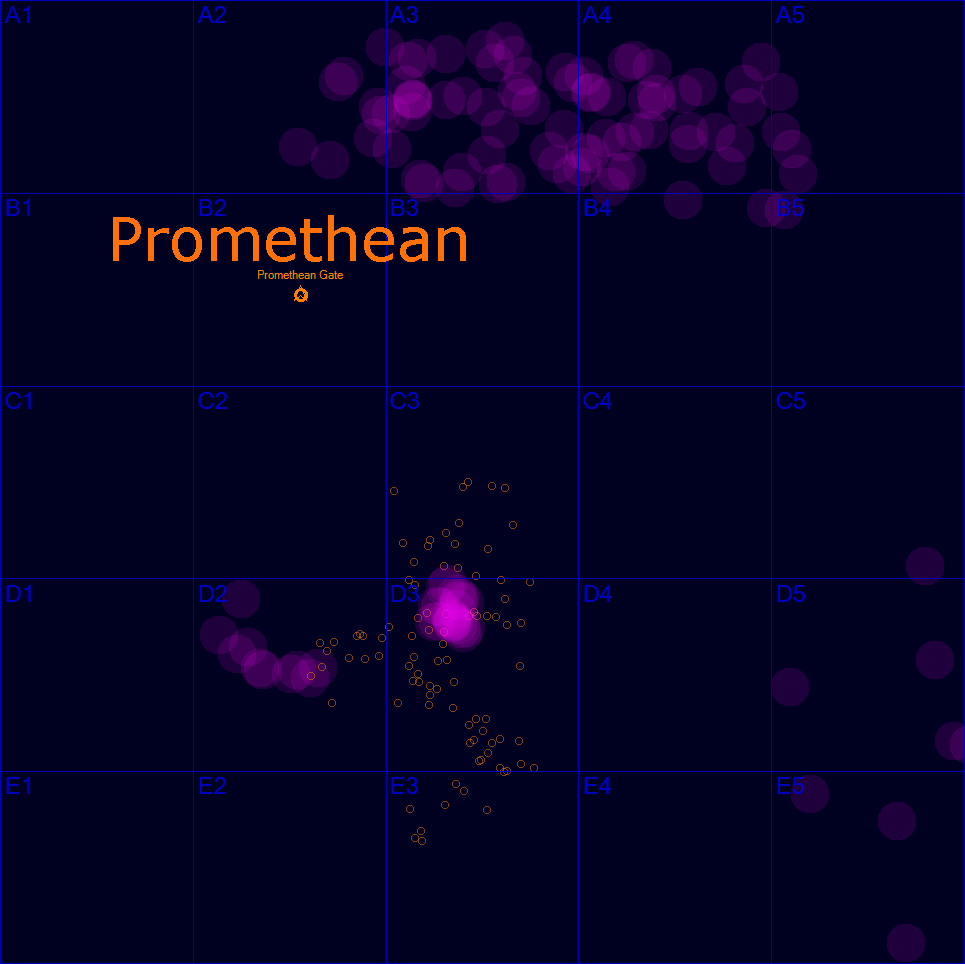 A1 A2 A3 A4 A5
B1 B2 B3 B4 B5
Promethean
Promethean Gate
C1 C2 C3 C4 C5
D1 D2 D3 D4 D5
E1 E2 E3 E4 E5